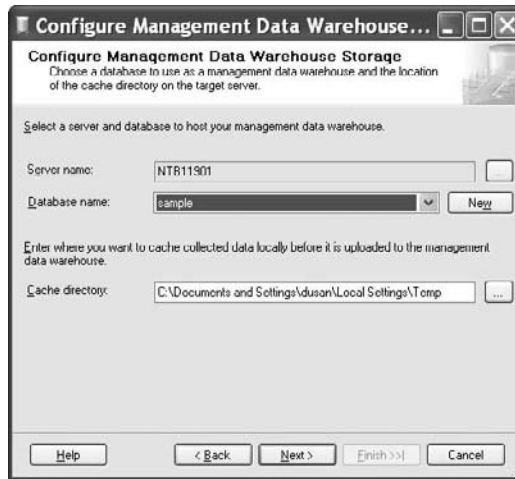 Configure Management Data Warehouse...
Configure Management Data Warehouse Storage
Choose a database to use as a management data warehouse and the location
of the cache directory on the target server.
Select a server and database to host your management data warehouse.
Server name: NTB11901 ...
Database name: sample New
Enter where you want to cache collected data locally before it is uploaded to the management
data warehouse.
Cache directory: C:\Documents and Settings\dusan\Local Settings\Temp ...
Help < Back Next > Finish >>| Cancel